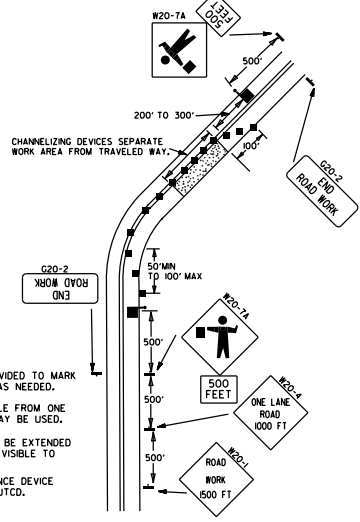 W20-7A
500
FEET
500'
200' TO 300'
CHANNELIZING DEVICES SEPARATE
WORK AREA FROM TRAVELED WAY.
100'
G20-2
END
ROAD WORK
G20-2
END
ROAD WORK
50'MIN
TO 100' MAX
500'
W20-7A
500
FEET
500'
W20-4
ONE LANE
ROAD
1000 FT
500'
W20-1
ROAD
WORK
1500 FT
VIDED TO MARK
AS NEEDED.
LE FROM ONE
AY BE USED.
BE EXTENDED
VISIBLE TO
NCE DEVICE
UTCD.